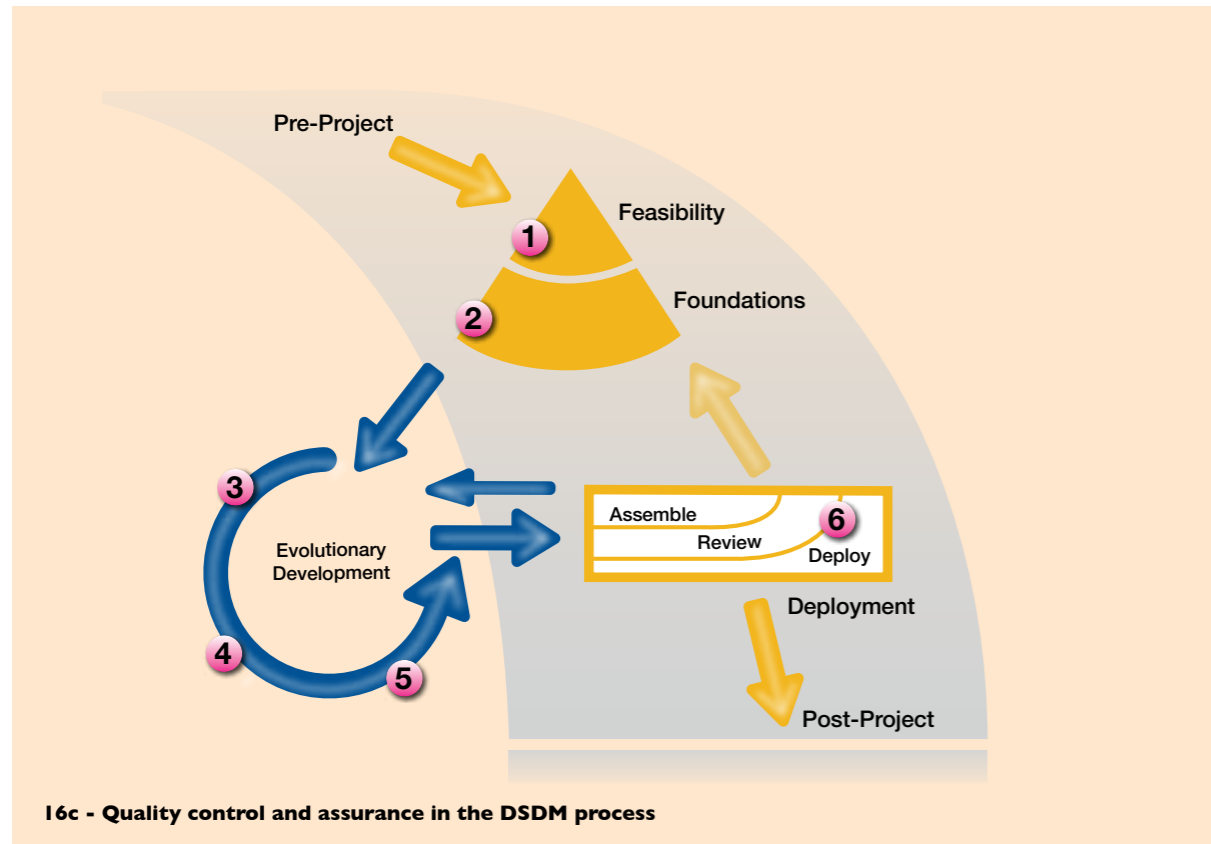 Pre-Project
Feasibility
1
Foundations
2
3
Evolutionary
Development
4
5
Assemble
Review
6
Deploy
Deployment
Post-Project
16c - Quality control and assurance in the DSDM process